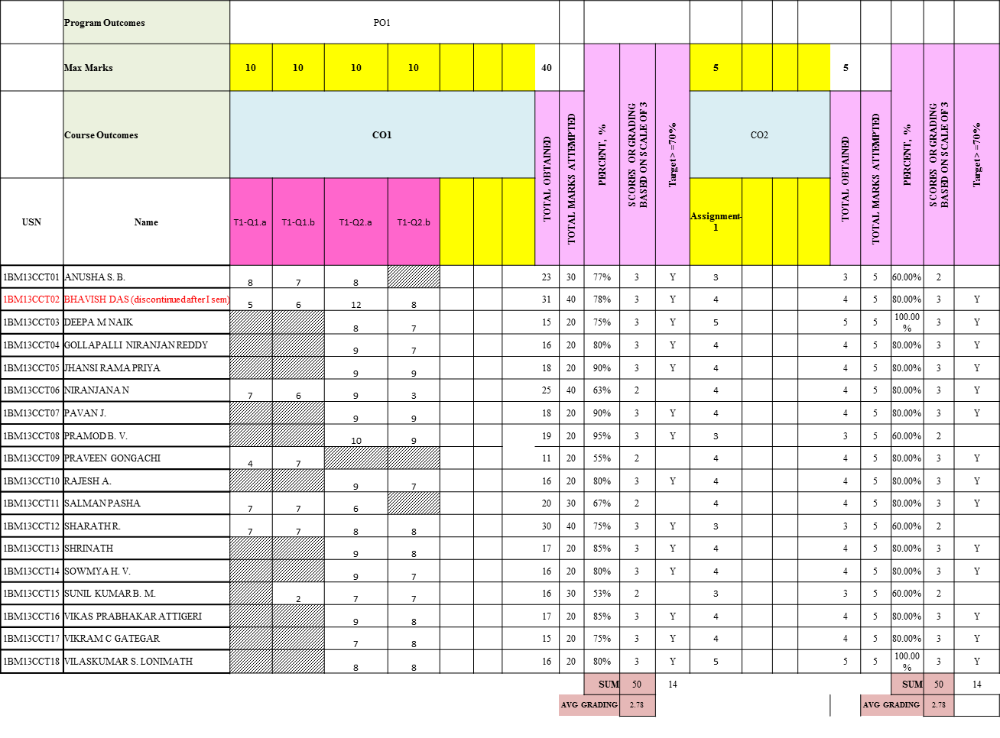 Program Outcomes PO1
Max Marks 10 10 10 10 40 5 5
Course Outcomes CO1 TOTAL OBTAINED TOTAL MARKS ATTEMPTED PERCENT, % SCORES OR GRADING BASED ON SCALE OF 3 Target>=70% CO2 TOTAL OBTAINED TOTAL MARKS ATTEMPTED PERCENT, % SCORES OR GRADING BASED ON SCALE OF 3 Target>=70%
USN Name T1-Q1.a T1-Q1.b T1-Q2.a T1-Q2.b Assignment-
1
1BM13CCT01 ANUSHA S. B. 8 7 8 23 30 77% 3 Y 3 3 5 60.00% 2
1BM13CCT02 BHAVISH DAS (discontinued after I sem) 5 6 12 8 31 40 78% 3 Y 4 4 5 80.00% 3 Y
1BM13CCT03 DEEPA M NAIK 8 7 15 20 75% 3 Y 5 5 5 100.00
% 3 Y
1BM13CCT04 GOLLAPALLI NIRANJAN REDDY 9 7 16 20 80% 3 Y 4 4 5 80.00% 3 Y
1BM13CCT05 JHANSI RAMA PRIYA 9 9 18 20 90% 3 Y 4 4 5 80.00% 3 Y
1BM13CCT06 NIRANJANA N 7 6 9 3 25 40 63% 2 4 4 5 80.00% 3 Y
1BM13CCT07 PAVAN J. 9 9 18 20 90% 3 Y 4 4 5 80.00% 3 Y
1BM13CCT08 PRAMOD B. V. 10 9 19 20 95% 3 Y 3 3 5 60.00% 2
1BM13CCT09 PRAVEEN GONGACHI 4 7 11 20 55% 2 4 4 5 80.00% 3 Y
1BM13CCT10 RAJESH A. 9 7 16 20 80% 3 Y 4 4 5 80.00% 3 Y
1BM13CCT11 SALMAN PASHA 7 7 6 20 30 67% 2 4 4 5 80.00% 3 Y
1BM13CCT12 SHARATH R. 7 7 8 8 30 40 75% 3 Y 3 3 5 60.00% 2
1BM13CCT13 SHRINATH 9 8 17 20 85% 3 Y 4 4 5 80.00% 3 Y
1BM13CCT14 SOWMYA H. V. 9 7 16 20 80% 3 Y 4 4 5 80.00% 3 Y
1BM13CCT15 SUNIL KUMAR B. M. 2 7 7 16 30 53% 2 3 3 5 60.00% 2
1BM13CCT16 VIKAS PRABHAKAR ATTIGERI 9 8 17 20 85% 3 Y 4 4 5 80.00% 3 Y
1BM13CCT17 VIKRAM C GATEGAR 7 8 15 20 75% 3 Y 4 4 5 80.00% 3 Y
1BM13CCT18 VILASKUMAR S. LONIMATH 8 8 16 20 80% 3 Y 5 5 5 100.00
% 3 Y
SUM 50 14 SUM 50 14
AVG GRADING 2.78 AVG GRADING 2.78